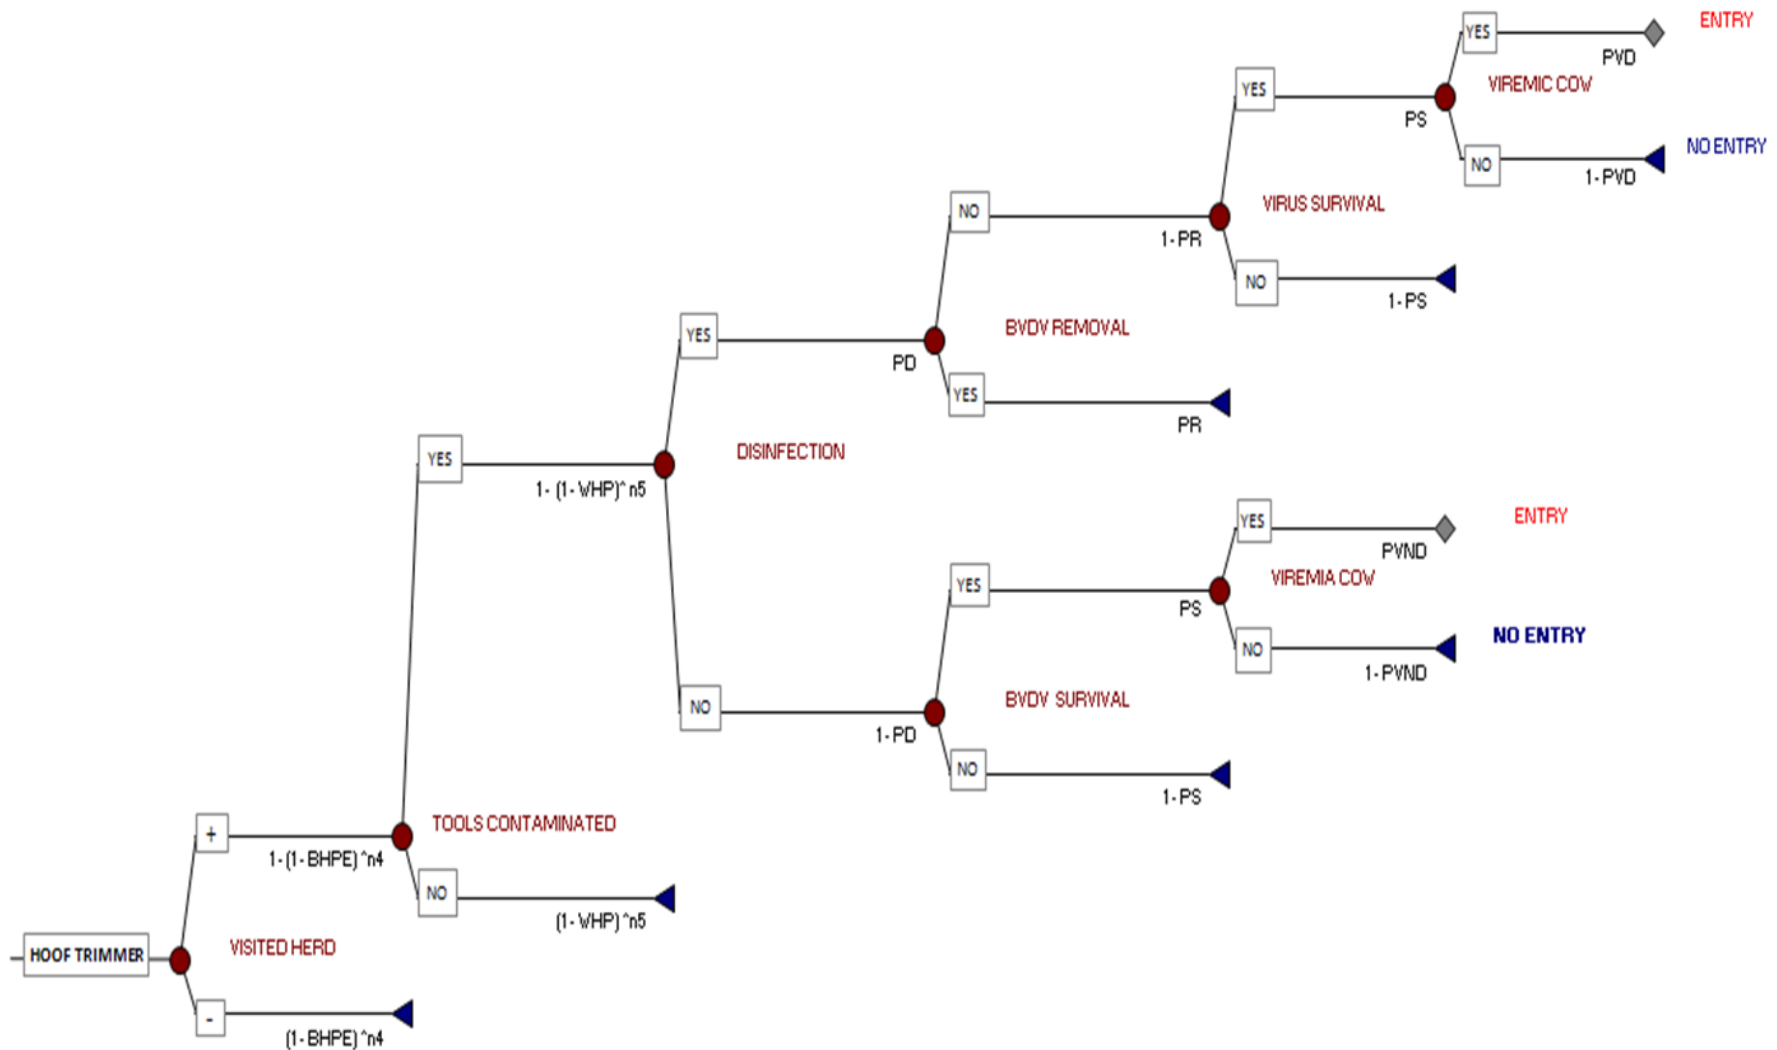 YES
ENTRY
PVD
VIREMIC COW
YES
PS
NO ENTRY
NO
1- PVD
NO
VIRUS SURVIVAL
1- PR
NO
1- PS
YES
BVDV REMOVAL
PD
YES
PR
YES
DISINFECTION
1- (1- WHP)^ n5
YES
ENTRY
PVND
YES
VIREMIA COW
PS
NO ENTRY
NO
1- PVND
NO
BVDV SURVIVAL
1- PD
NO
1- PS
+
TOOLS CONTAMINATED
1- (1- BHPE) ^n4
NO
(1- WHP) ^n5
HOOF TRIMMER
VISITED HERD
-
(1- BHPE) ^n4